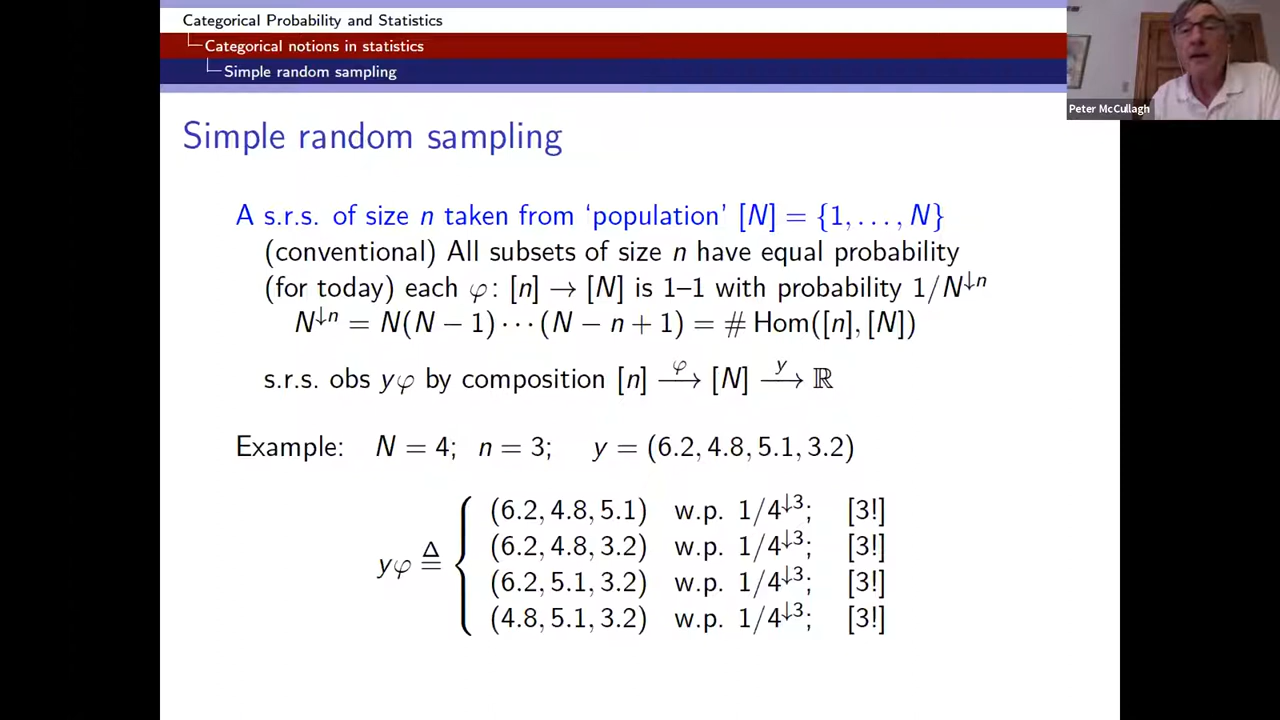 Categorical Probability and Statistics
Categorical notions in statistics
Simple random sampling
Peter McCullagh
Simple random sampling
A s.r.s. of size n taken from ‘population’ [N] = {1, . . . , N}
(conventional) All subsets of size n have equal probability
(for today) each φ: [n] → [N] is 1–1 with probability 1/N↓n
N↓n = N(N − 1) · · · (N − n + 1) = # Hom([n], [N])
s.r.s. obs yφ by composition [n] —φ→ [N] —y→ ℝ
Example: N = 4; n = 3; y = (6.2, 4.8, 5.1, 3.2)
(6.2, 4.8, 5.1) w.p. 1/4↓3; [3!]
(6.2, 4.8, 3.2) w.p. 1/4↓3; [3!]
yφ ≜
(6.2, 5.1, 3.2) w.p. 1/4↓3; [3!]
(4.8, 5.1, 3.2) w.p. 1/4↓3; [3!]